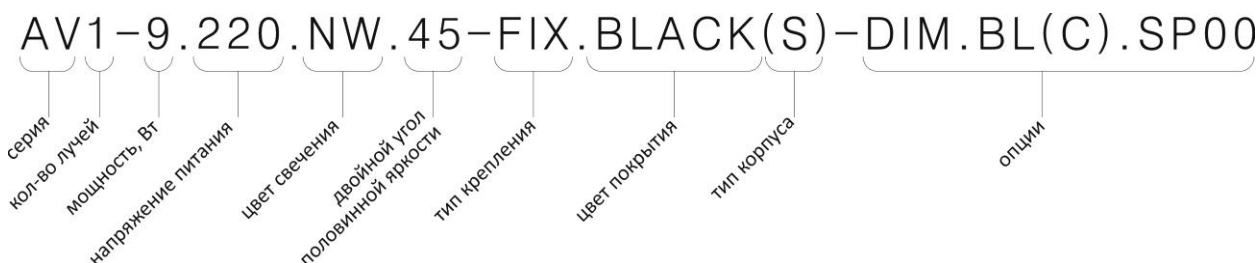 AV1-9.220.NW.45-FIX.BLACK(S)-DIM.BL(C).SP00
серия
кол-во лучей
мощность, Вт
напряжение питания
цвет свечения
двойной угол
половинной яркости
тип крепления
цвет покрытия
тип корпуса
опции